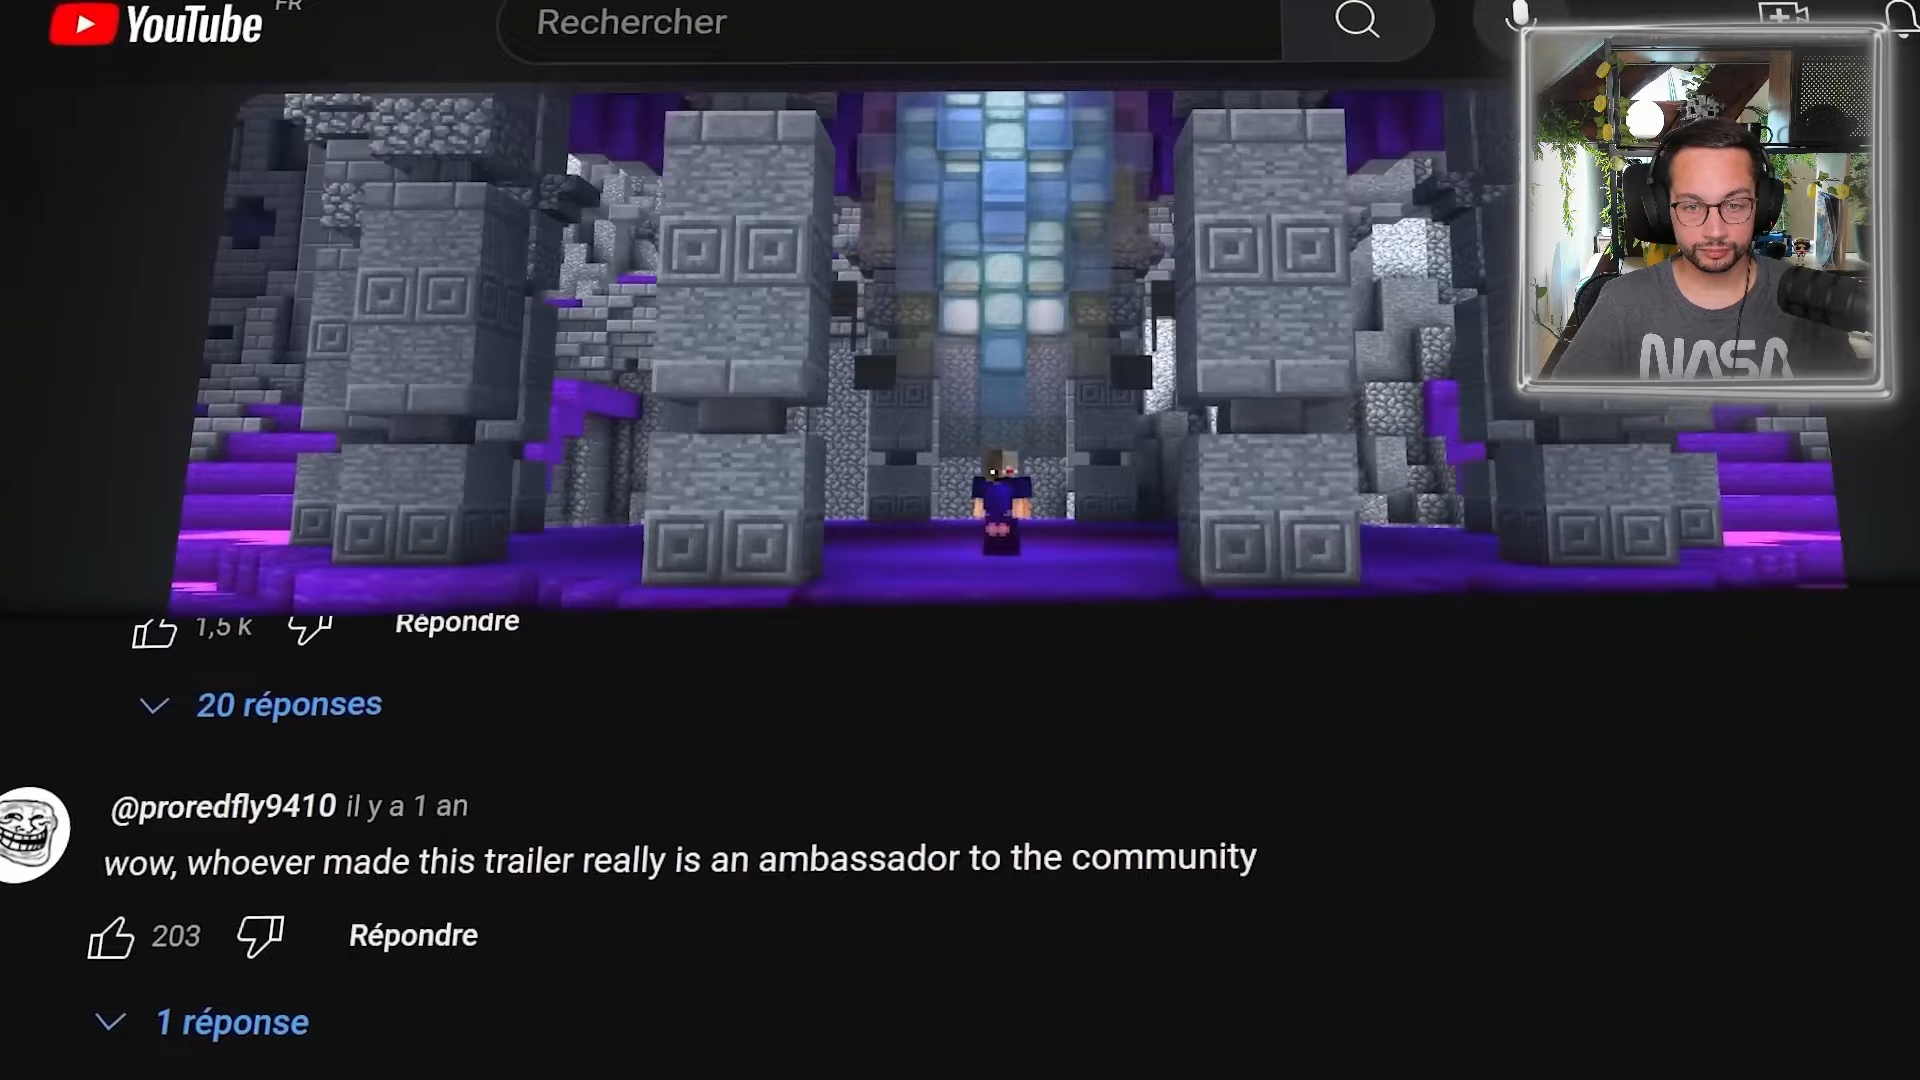 YouTube
FR
Rechercher
NASA
1,5 k
Répondre
20 réponses
@proredfly9410 il y a 1 an
wow, whoever made this trailer really is an ambassador to the community
203
Répondre
1 réponse